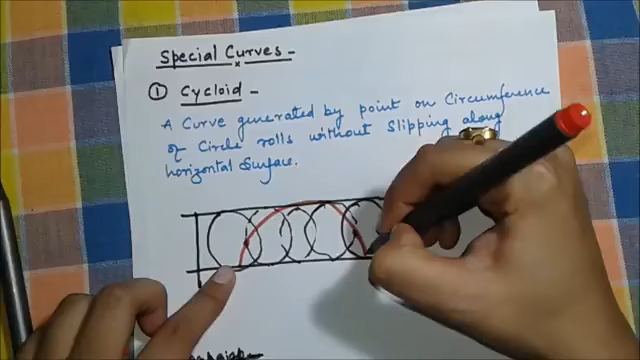 Special Curves -
① Cycloid -
A Curve generated by point on Circumference
of Circle rolls without slipping along
horizontal Surface.